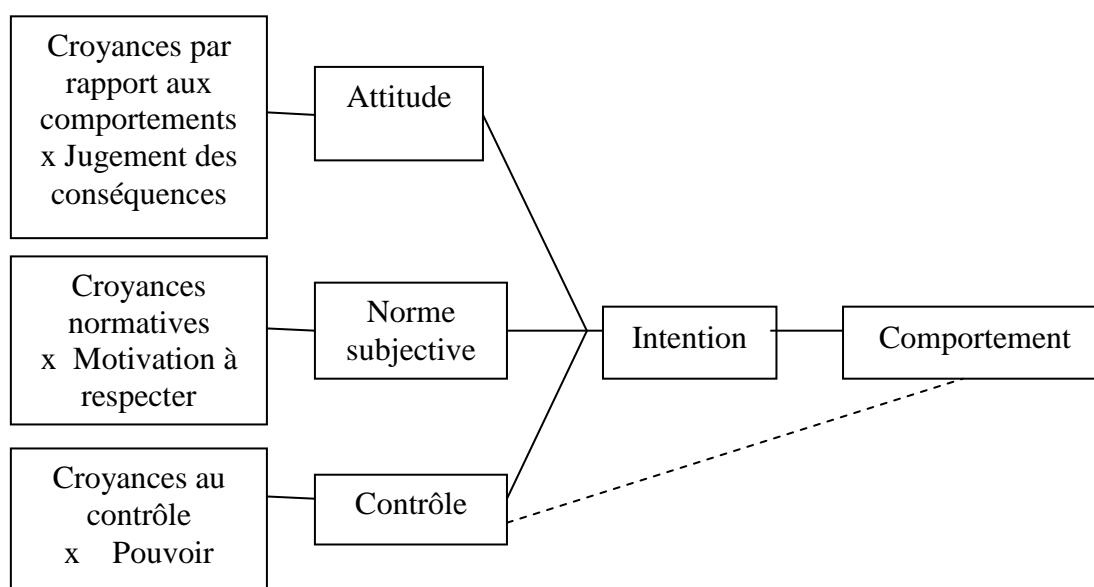 Croyances par
rapport aux
comportements
x Jugement des
conséquences
Attitude
Croyances
normatives
x Motivation à
respecter
Norme
subjective
Intention
Comportement
Croyances au
contrôle
x Pouvoir
Contrôle